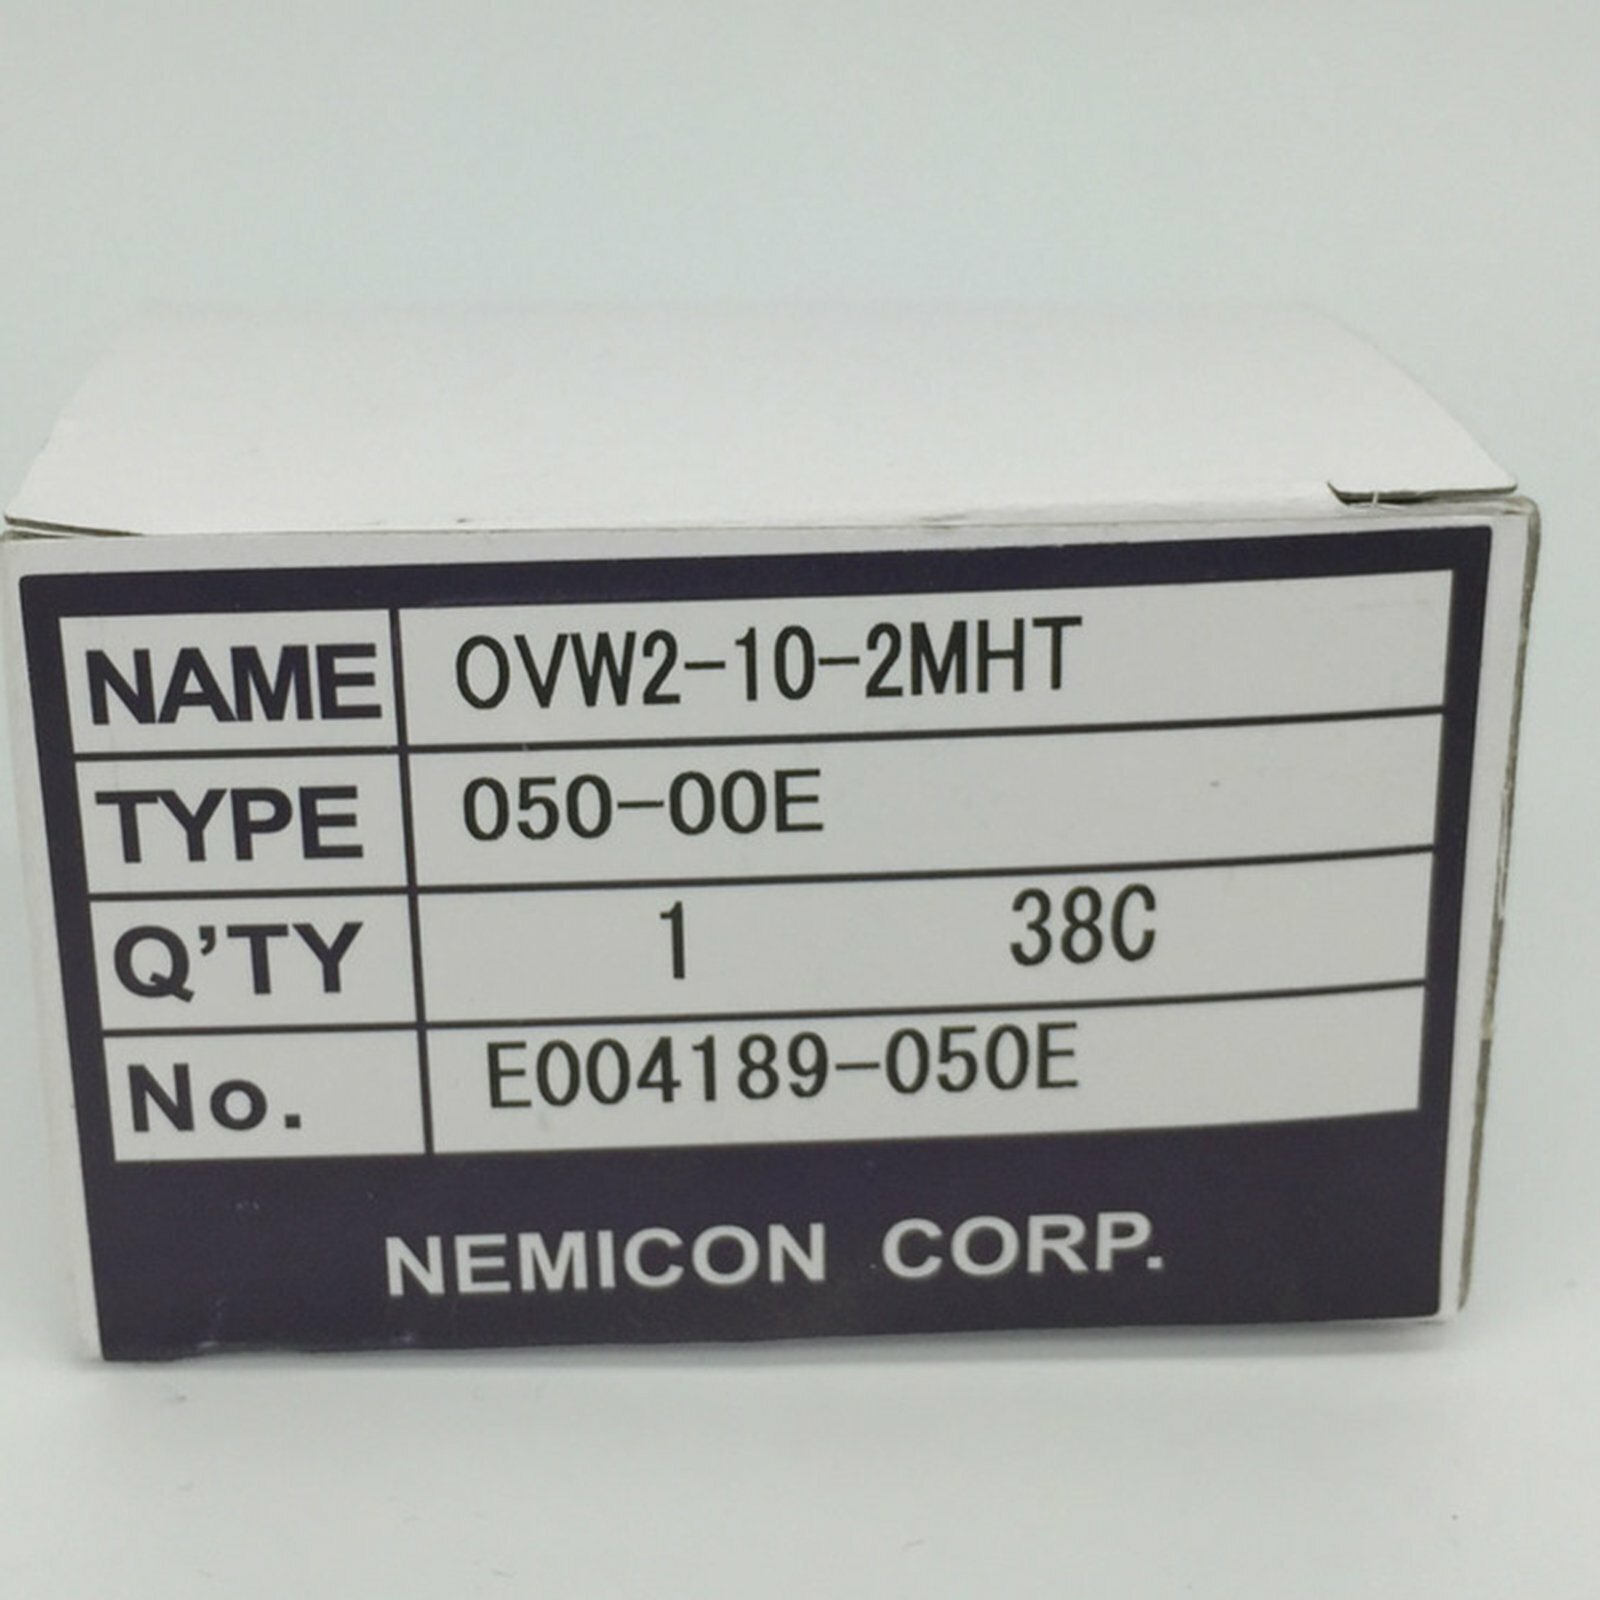 NAME OVW2-10-2MHT
TYPE 050-00E
Q'TY 1 38C
No. E004189-050E
NEMICON CORP.